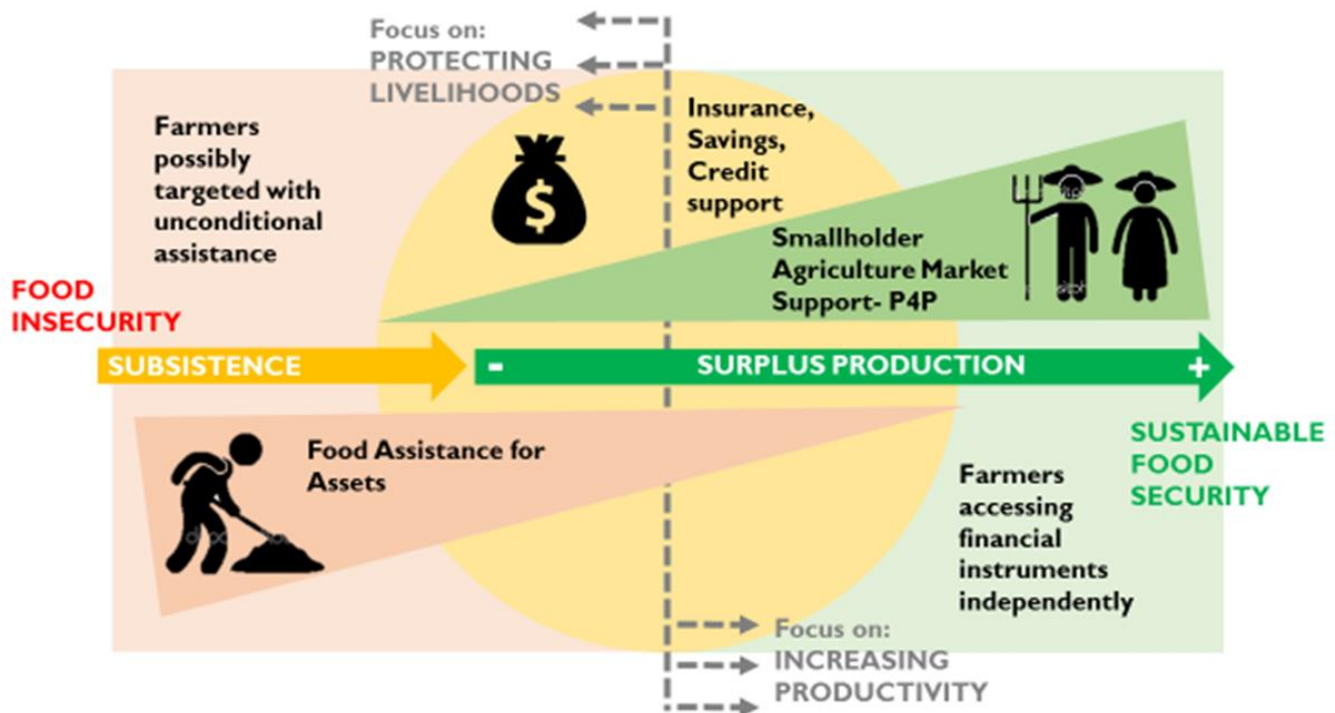 Focus on:
PROTECTING
LIVELIHOODS
Farmers
possibly
targeted with
unconditional
assistance
$
Insurance,
Savings,
Credit
support
Smallholder
Agriculture Market
Support- P4P
FOOD
INSECURITY
SUBSISTENCE
- SURPLUS PRODUCTION +
Food Assistance for
Assets
SUSTAINABLE
FOOD
SECURITY
Farmers
accessing
financial
instruments
independently
Focus on:
INCREASING
PRODUCTIVITY